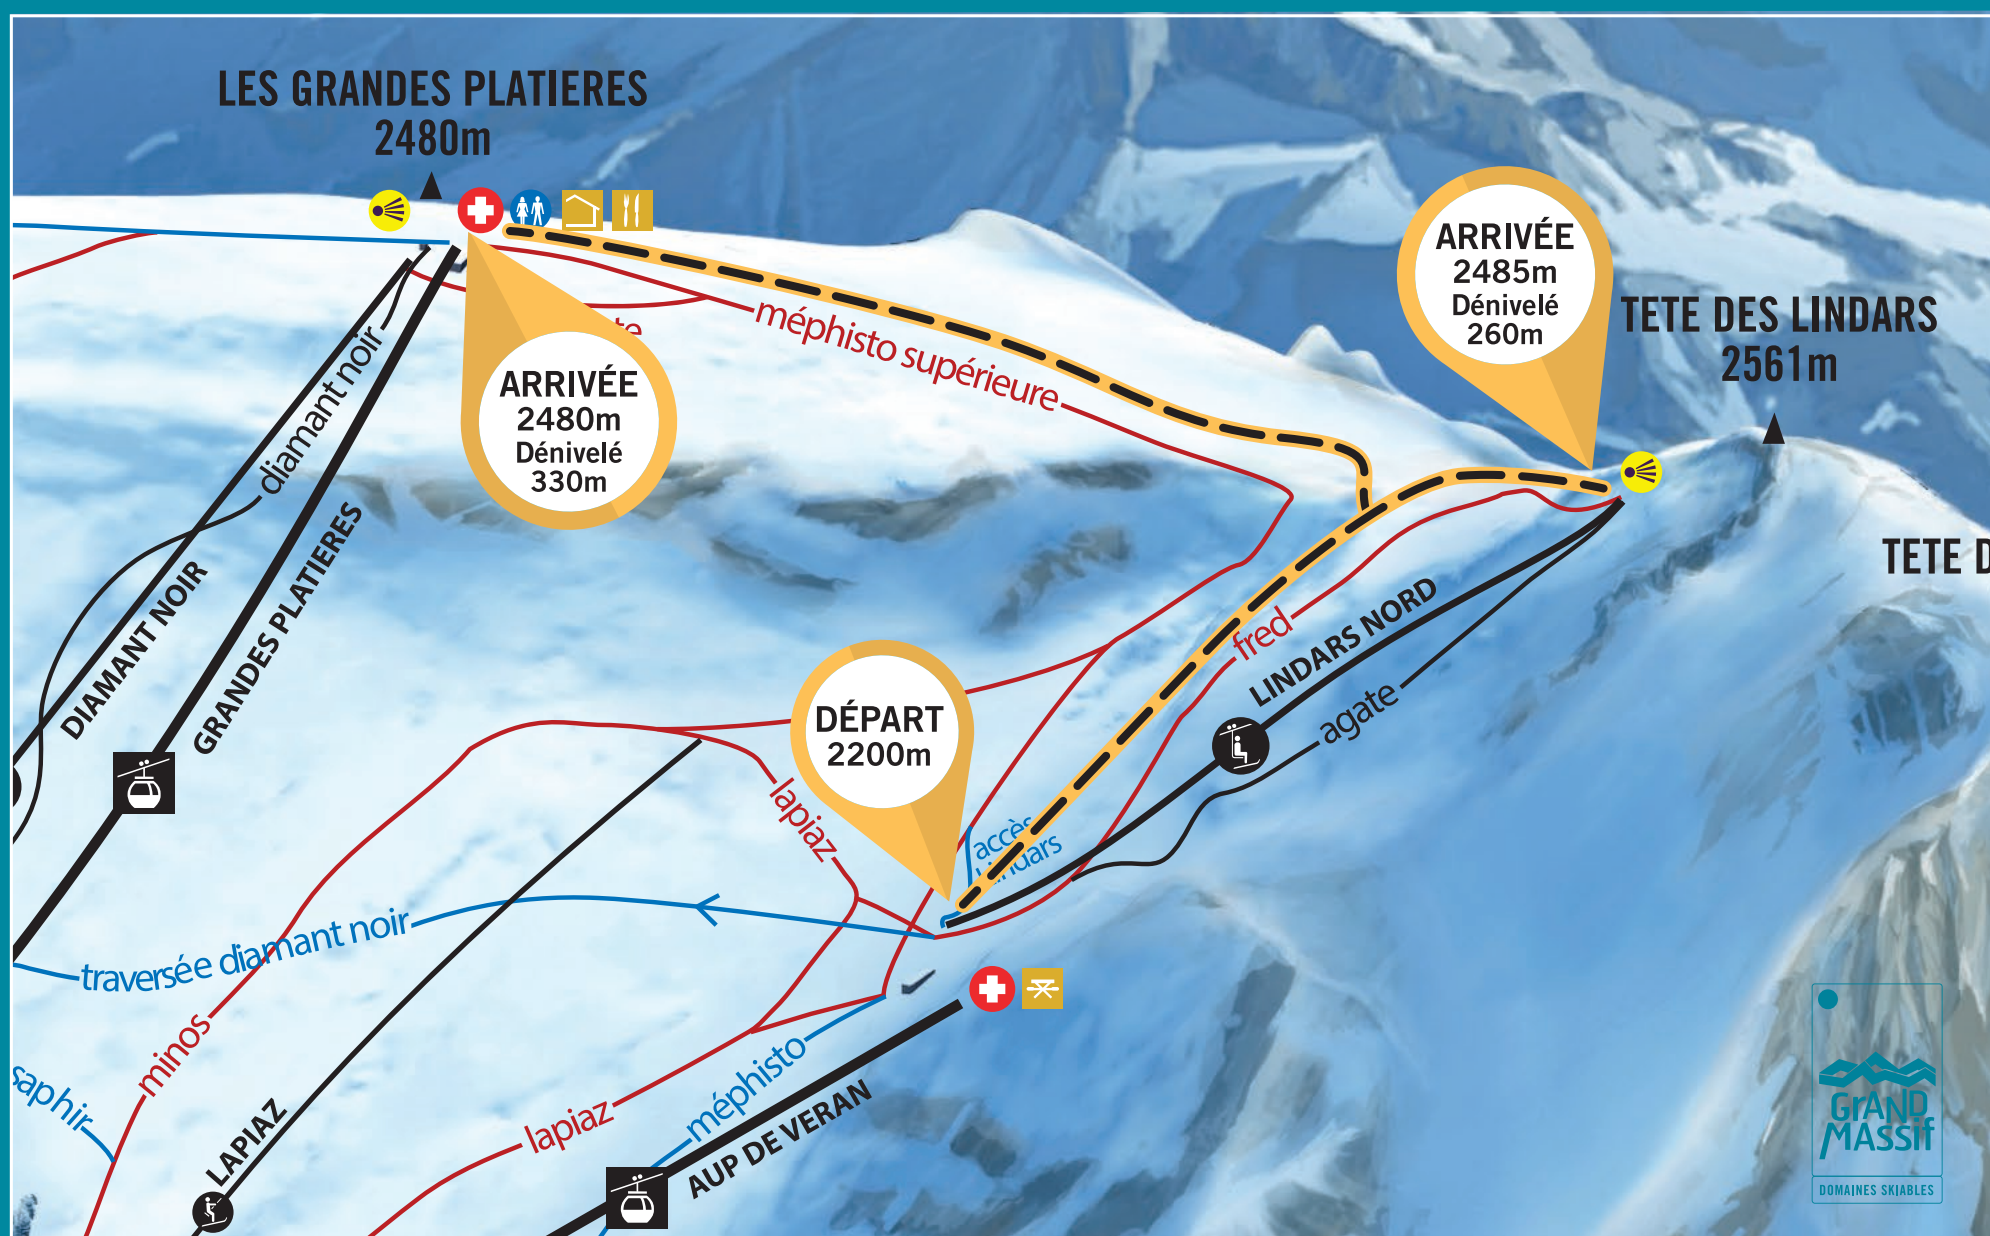 LES GRANDES PLATIERES
2480m
ARRIVÉE
2485m
Dénivelé
260m
TETE DES LINDARS
2561m
méphisto supérieure
ARRIVÉE
2480m
Dénivelé
330m
diamant noir
DIAMANT NOIR
GRANDES PLATIERES
TETE D
fred
LINDARS NORD
agate
DÉPART
2200m
lapiaz
accès
Lindars
traversée diamant noir
minos
saphir
LAPIAZ
lapiaz
méphisto
AUP DE VERAN
GRAND
MASSIF
DOMAINES SKIABLES